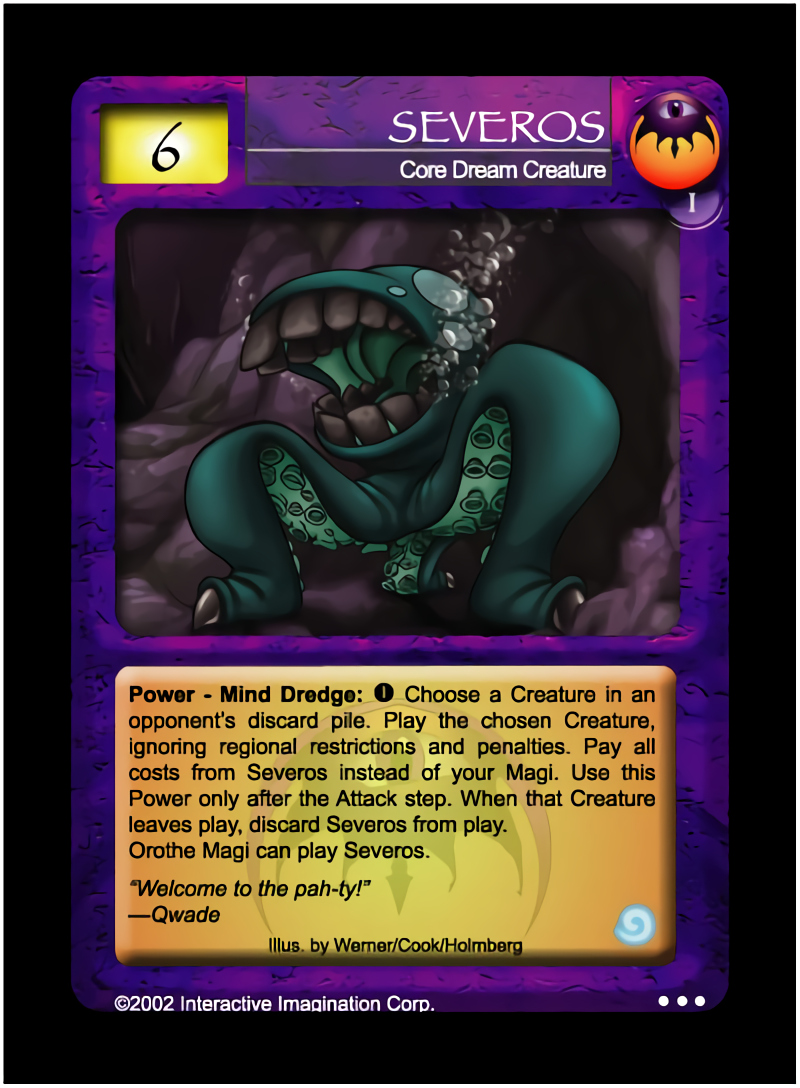 6
SEVEROS
Core Dream Creature
I
Power - Mind Dredge: 0 Choose a Creature in an
opponent's discard pile. Play the chosen Creature,
ignoring regional restrictions and penalties. Pay all
costs from Severos instead of your Magi. Use this
Power only after the Attack step. When that Creature
leaves play, discard Severos from play.
Orothe Magi can play Severos.
"Welcome to the pah-ty!"
—Qwade
Illus. by Werner/Cook/Holmberg
©2002 Interactive Imagination Corp.